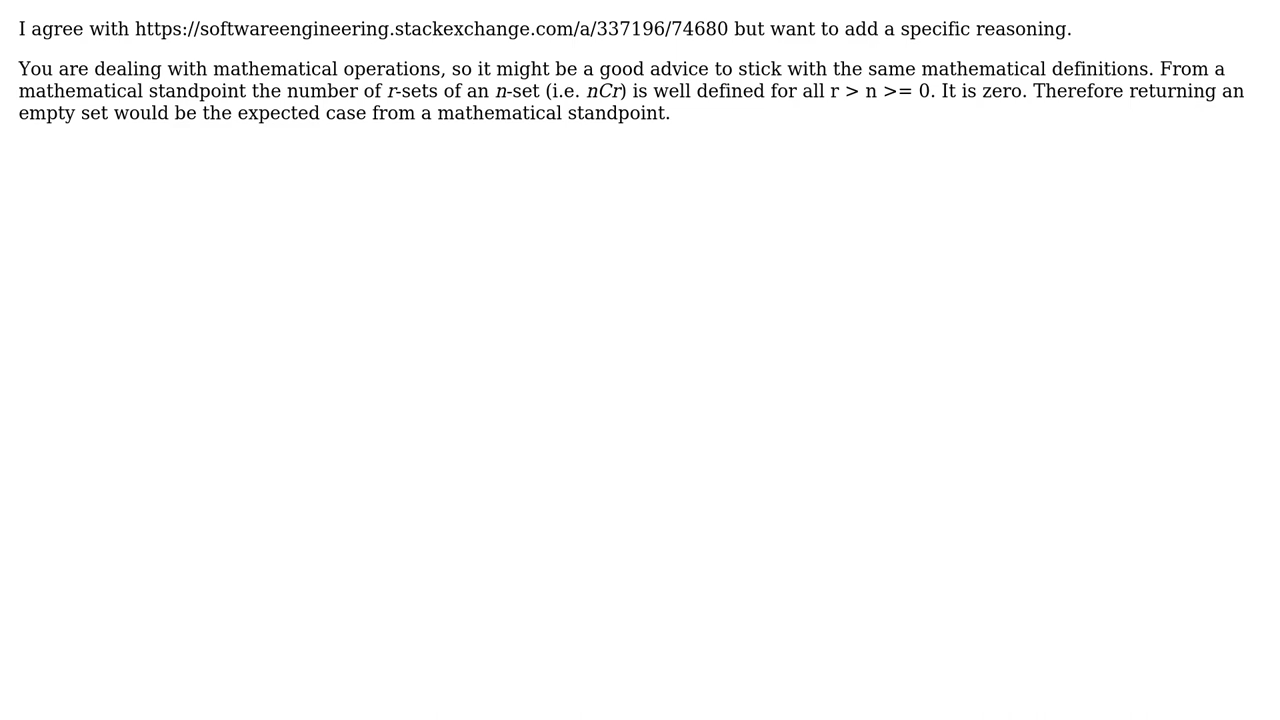 I agree with https://softwareengineering.stackexchange.com/a/337196/74680 but want to add a specific reasoning.
You are dealing with mathematical operations, so it might be a good advice to stick with the same mathematical definitions. From a
mathematical standpoint the number of r-sets of an n-set (i.e. nCr) is well defined for all r > n >= 0. It is zero. Therefore returning an
empty set would be the expected case from a mathematical standpoint.